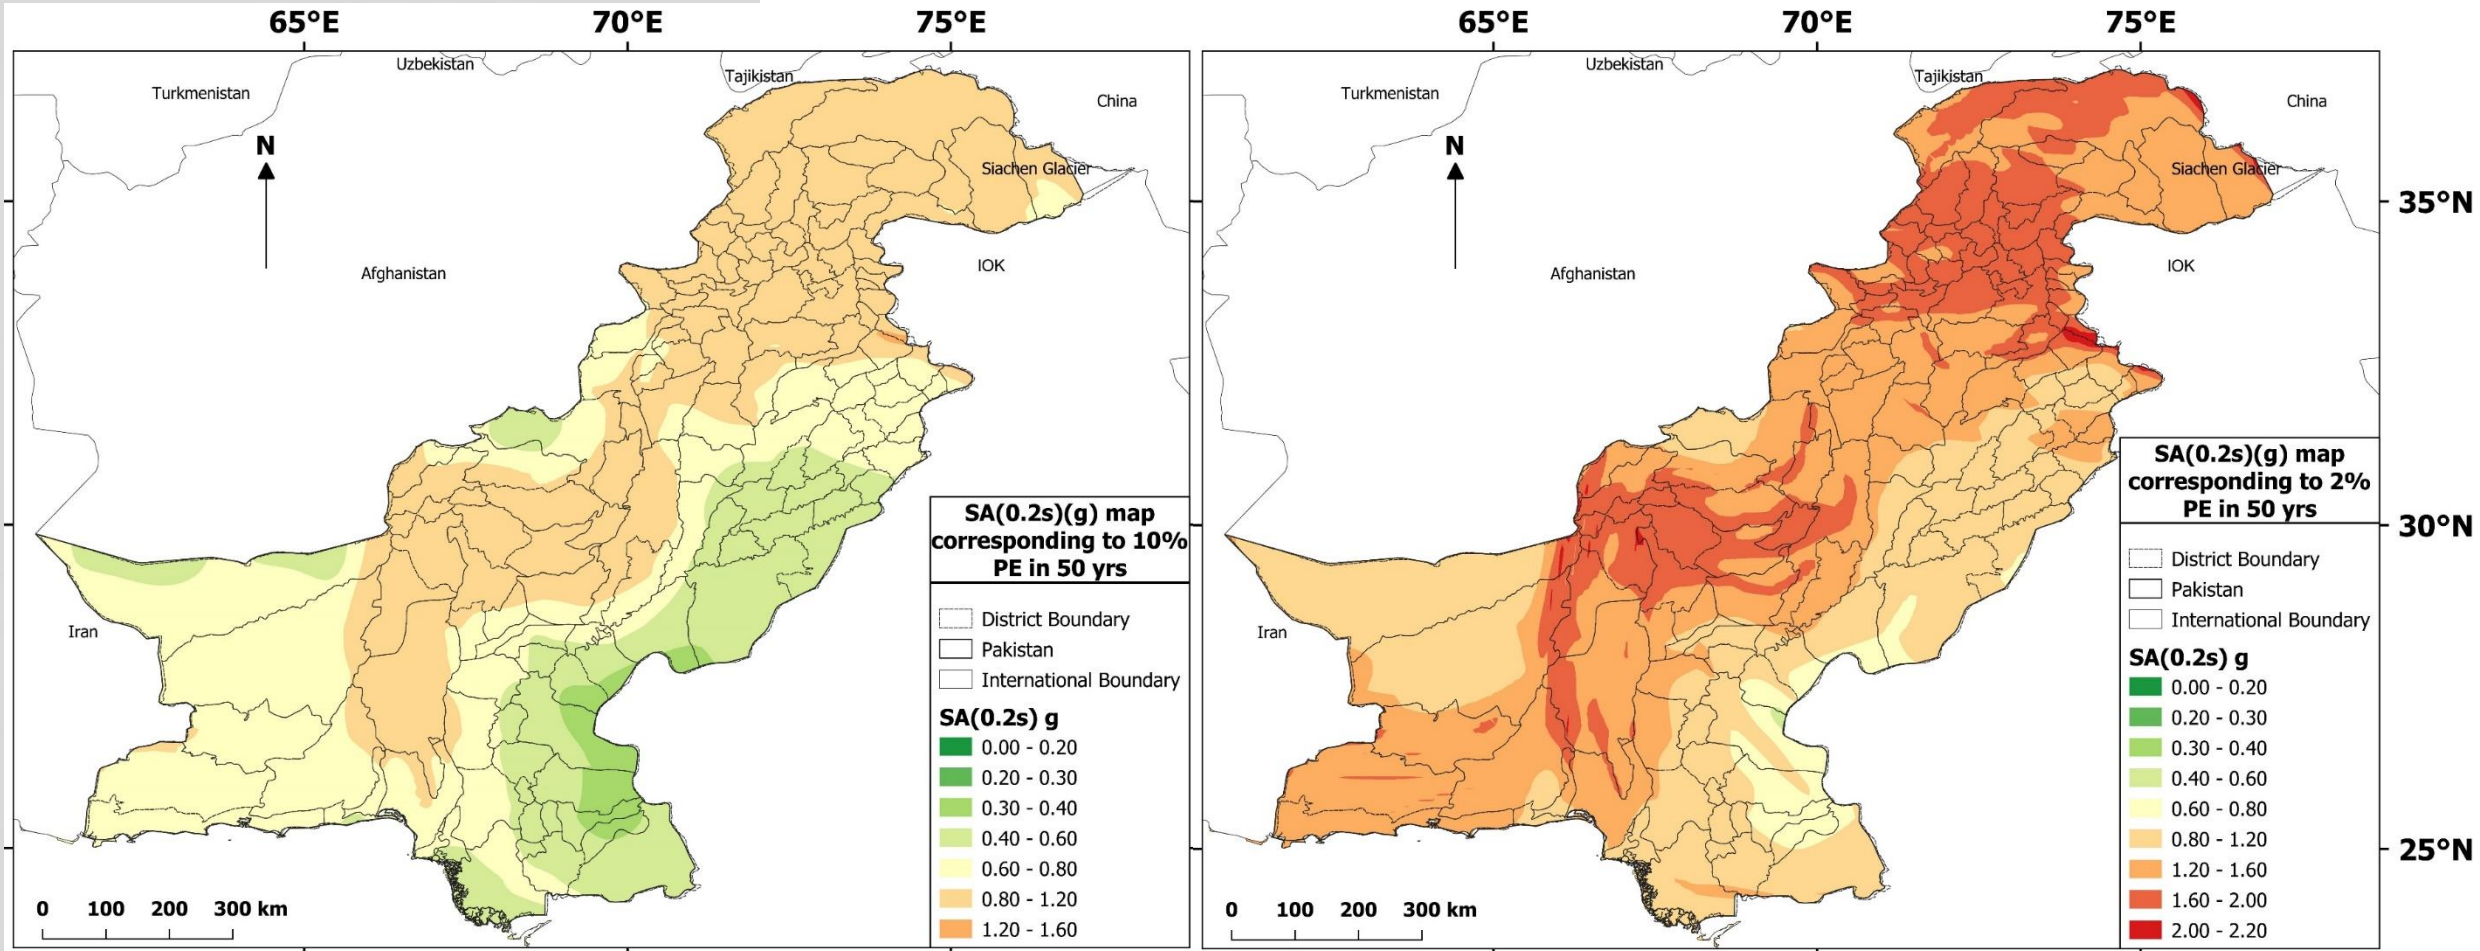 65°E 70°E 75°E
Uzbekistan
Tajikistan
Turkmenistan
China
N
Siachen Glacier
IOK
Afghanistan
Iran
SA(0.2s)(g) map
corresponding to 10%
PE in 50 yrs
District Boundary
Pakistan
International Boundary
SA(0.2s) g
0.00 - 0.20
0.20 - 0.30
0.30 - 0.40
0.40 - 0.60
0.60 - 0.80
0.80 - 1.20
1.20 - 1.60
0 100 200 300 km
65°E 70°E 75°E
Uzbekistan
Tajikistan
Turkmenistan
China
N
Siachen Glacier
35°N
IOK
Afghanistan
SA(0.2s)(g) map
corresponding to 2%
PE in 50 yrs
30°N
Iran
District Boundary
Pakistan
International Boundary
SA(0.2s) g
0.00 - 0.20
0.20 - 0.30
0.30 - 0.40
0.40 - 0.60
0.60 - 0.80
0.80 - 1.20
25°N
1.20 - 1.60
1.60 - 2.00
2.00 - 2.20
0 100 200 300 km